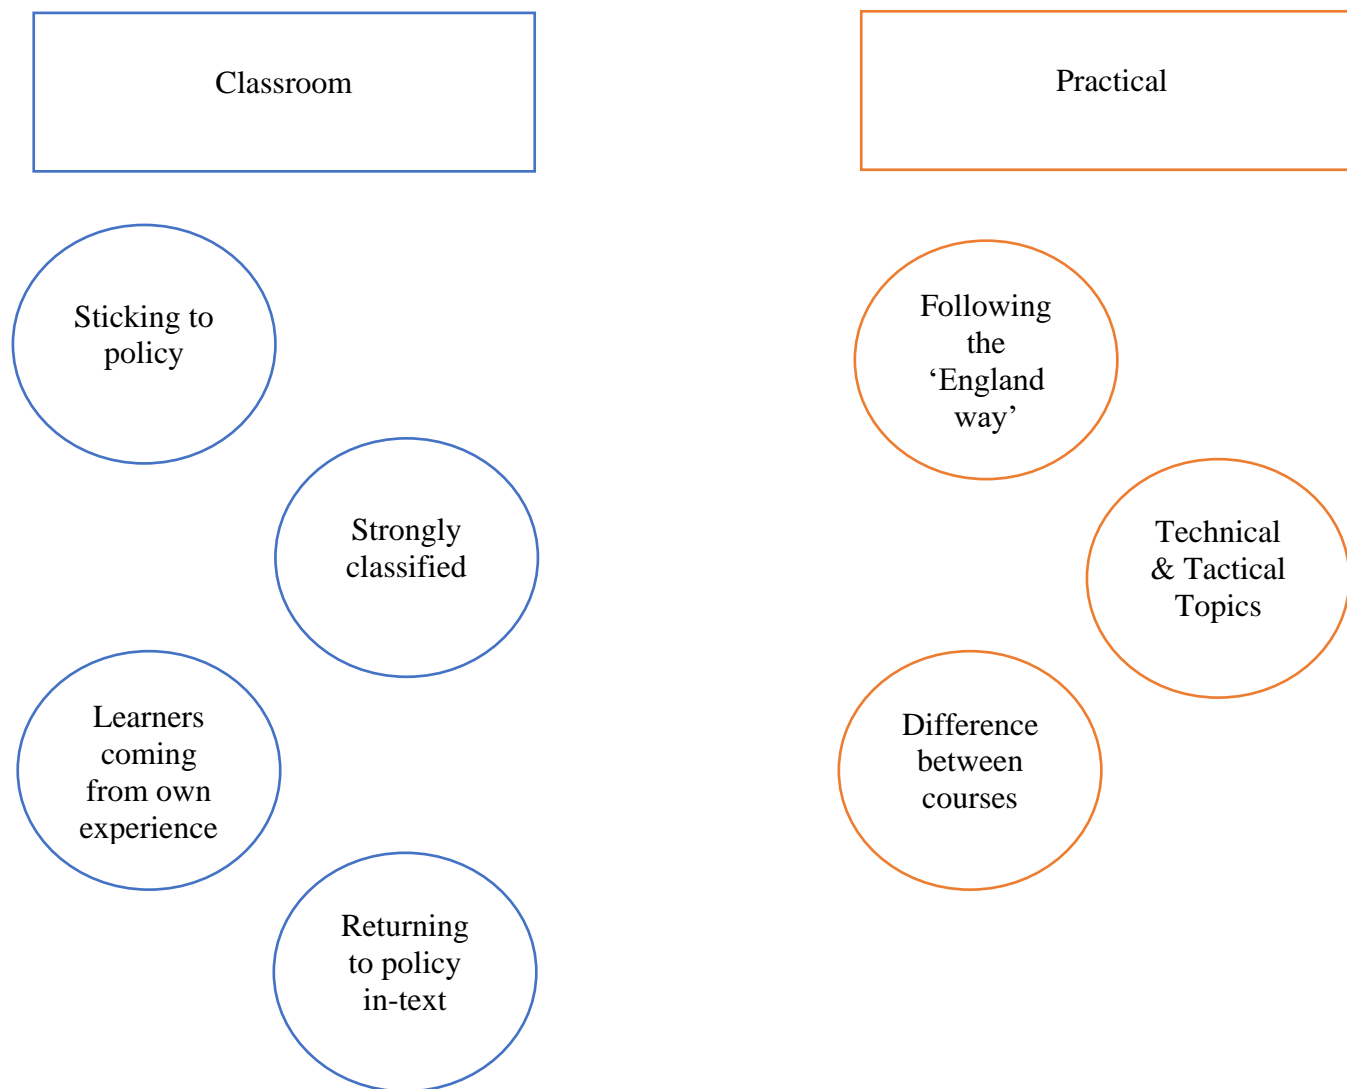 Classroom
Sticking to
policy
Strongly
classified
Learners
coming
from own
experience
Returning
to policy
in-text
Practical
Following
the
‘England
way’
Technical
& Tactical
Topics
Difference
between
courses